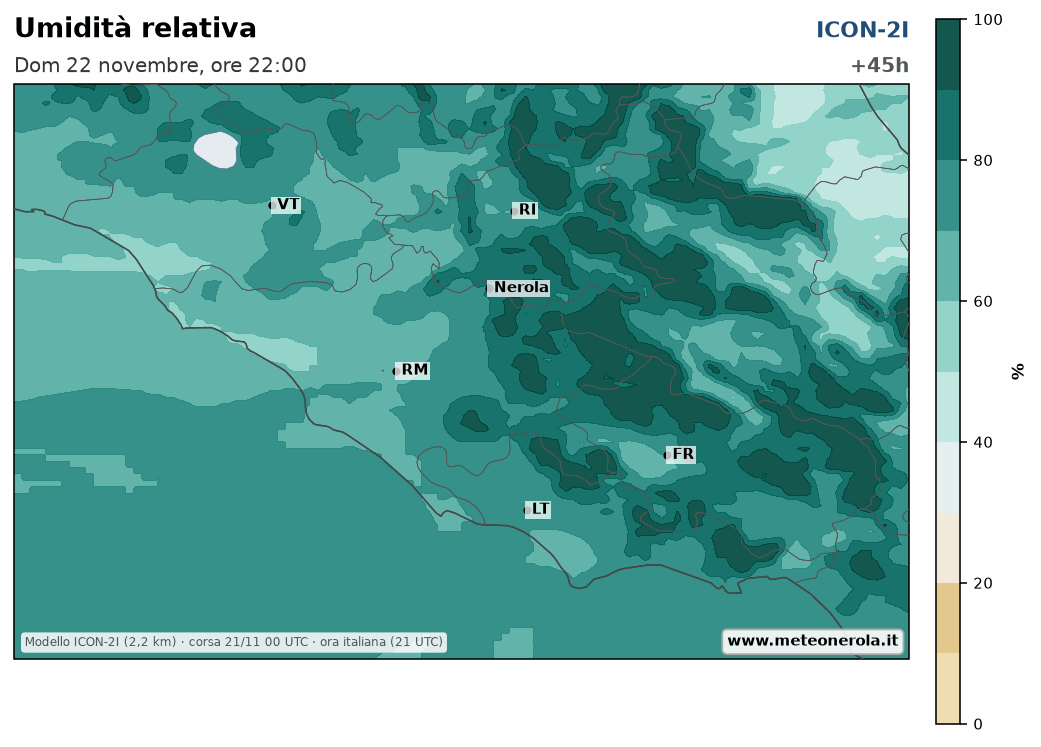 Umidità relativa
ICON-2I
Dom 22 novembre, ore 22:00
+45h
100
80
60
40
20
0
%
VT
RI
Nerola
RM
FR
LT
Modello ICON-2I (2,2 km) · corsa 21/11 00 UTC · ora italiana (21 UTC)
www.meteonerola.it